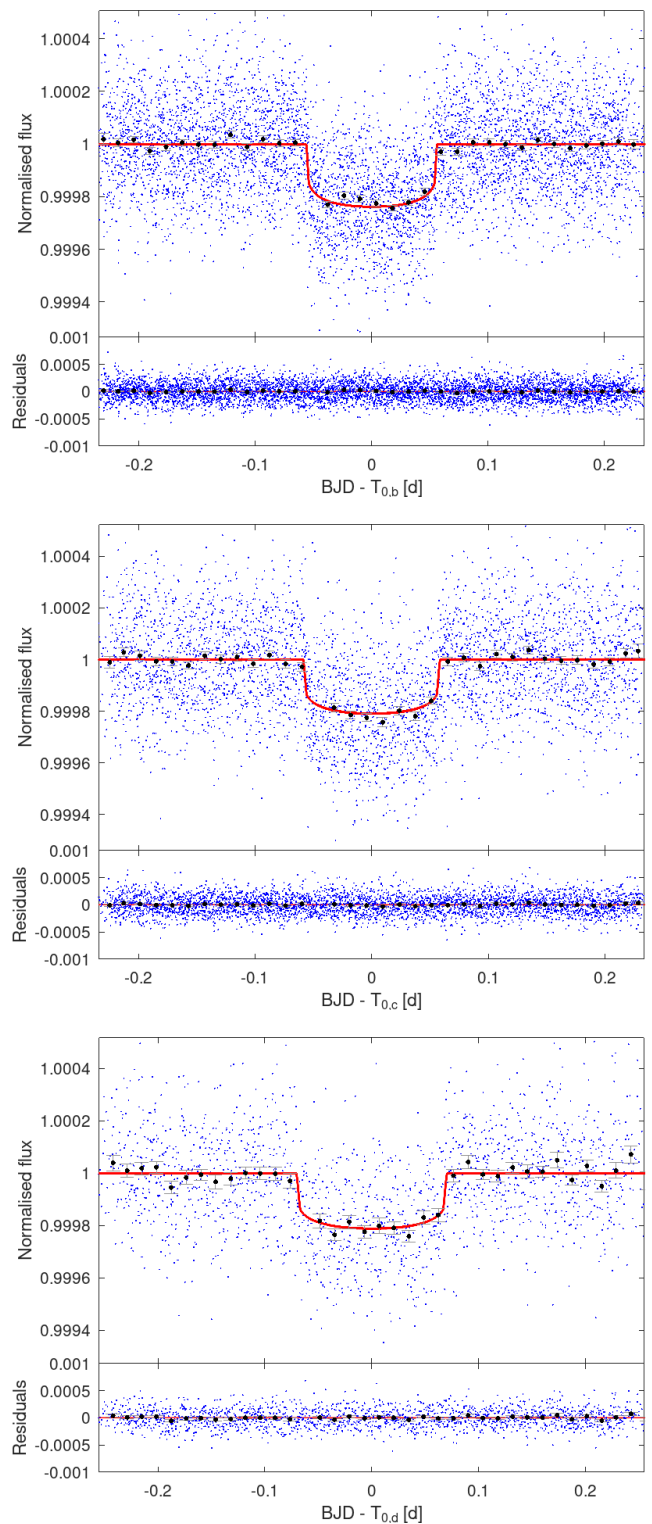 1.0004
1.0002
1
0.9998
0.9996
0.9994
Normalised flux
0.001
0.0005
0
-0.0005
-0.001
Residuals
-0.2 -0.1 0 0.1 0.2
BJD - T0,b [d]
1.0004
1.0002
1
0.9998
0.9996
0.9994
Normalised flux
0.001
0.0005
0
-0.0005
-0.001
Residuals
-0.2 -0.1 0 0.1 0.2
BJD - T0,c [d]
1.0004
1.0002
1
0.9998
0.9996
0.9994
Normalised flux
0.001
0.0005
0
-0.0005
-0.001
Residuals
-0.2 -0.1 0 0.1 0.2
BJD - T0,d [d]